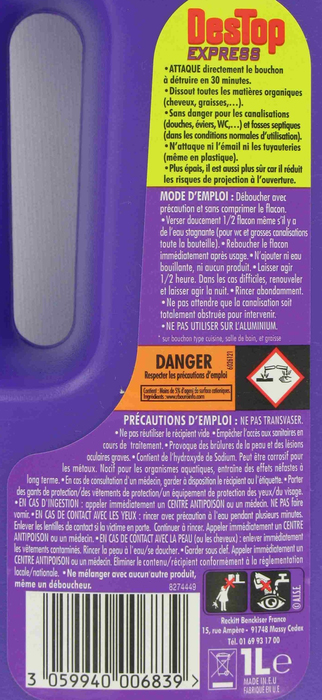 DESTOP
EXPRESS
• ATTAQUE directement le bouchon
à détruire en 30 minutes.
• Dissout toutes les matières organiques
(cheveux, graisses,...).
• Sans danger pour les canalisations
(douches, éviers, WC,...) et fosses septiques
(dans les conditions normales d'utilisation).
• N'attaque ni l'émail ni les tuyauteries
(même en plastique).
• Plus épais, il est aussi plus sûr car il réduit
les risques de projection à l'ouverture.
MODE D'EMPLOI : Déboucher avec
précaution et sans comprimer le flacon.
• Verser doucement 1/2 flacon même s'il y a
de l'eau stagnante (pour wc et grosses canalisations
toute la bouteille). • Reboucher le flacon
immédiatement après usage. • N'ajouter ni eau
bouillante, ni aucun produit. • Laisser agir
1/2 heure. Dans les cas difficiles, renouveler
et laisser agir la nuit. • Rincer abondamment.
• Ne pas attendre que la canalisation soit
totalement obstruée pour intervenir.
• NE PAS UTILISER SUR L'ALUMINIUM.
* sur bouchon type cuisine, salle de bain, et graisse
DANGER
Respecter les précautions d'emploi
6026121
Contient : Moins de 5% d'agent de surface cationiques.
Ingrédients : www.rbeuroinfo.com
PRÉCAUTIONS D'EMPLOI : NE PAS TRANSVASER.
• Ne pas réutiliser le récipient vide • Empêcher l'accès aux sanitaires en
cours de traitement. • Provoque des brûlures de la peau et des lésions
oculaires graves. • Contient de l'hydroxyde de Sodium. Peut être corrosif pour
les métaux. Nocif pour les organismes aquatiques, entraîne des effets néfastes à
long terme. • En cas de consultation d'un médecin, garder à disposition le récipient ou l'étiquette. • Porter
des gants de protection/des vêtements de protection/un équipement de protection des yeux/du visage.
• EN CAS D'INGESTION : appeler immédiatement un CENTRE ANTIPOISON ou un médecin. NE PAS faire
vomir. • EN CAS DE CONTACT AVEC LES YEUX : rincer avec précaution à l'eau pendant plusieurs minutes.
Enlever les lentilles de contact si la victime en porte. Continuer à rincer. Appeler immédiatement un CENTRE
ANTIPOISON ou un médecin. • EN CAS DE CONTACT AVEC LA PEAU (ou les cheveux) : enlever immédiatement
les vêtements contaminés. Rincer la peau à l'eau/se doucher. • Garder sous clef. Appeler immédiatement un
CENTRE ANTIPOISON ou un médecin. Eliminer le contenu/récipient conformément à la réglementation
locale/nationale. • Ne mélanger avec aucun autre produit,
même un déboucheur.
8274449
© A.I.S.E.
Reckitt Benckiser France
15, rue Ampère - 91748 Massy Cedex
Tél. 01 69 93 17 00
3 059940 006839
1L e
MADE IN E.U
FABRIQUÉ EN U.E.